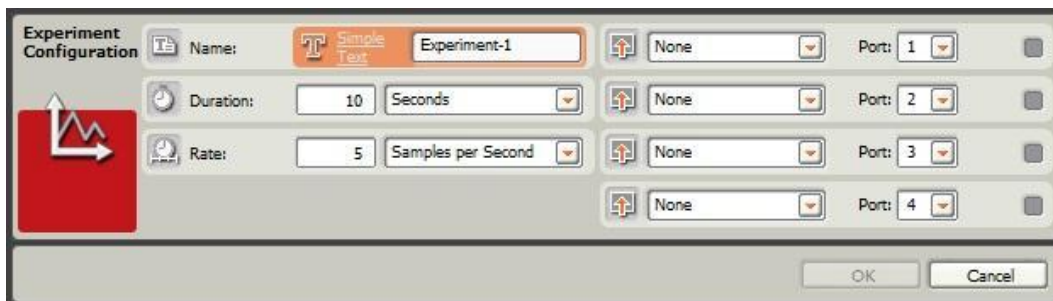 Experiment
Configuration
Name: Simple Text Experiment-1
Duration: 10 Seconds
Rate: 5 Samples per Second
None Port: 1
None Port: 2
None Port: 3
None Port: 4
OK Cancel